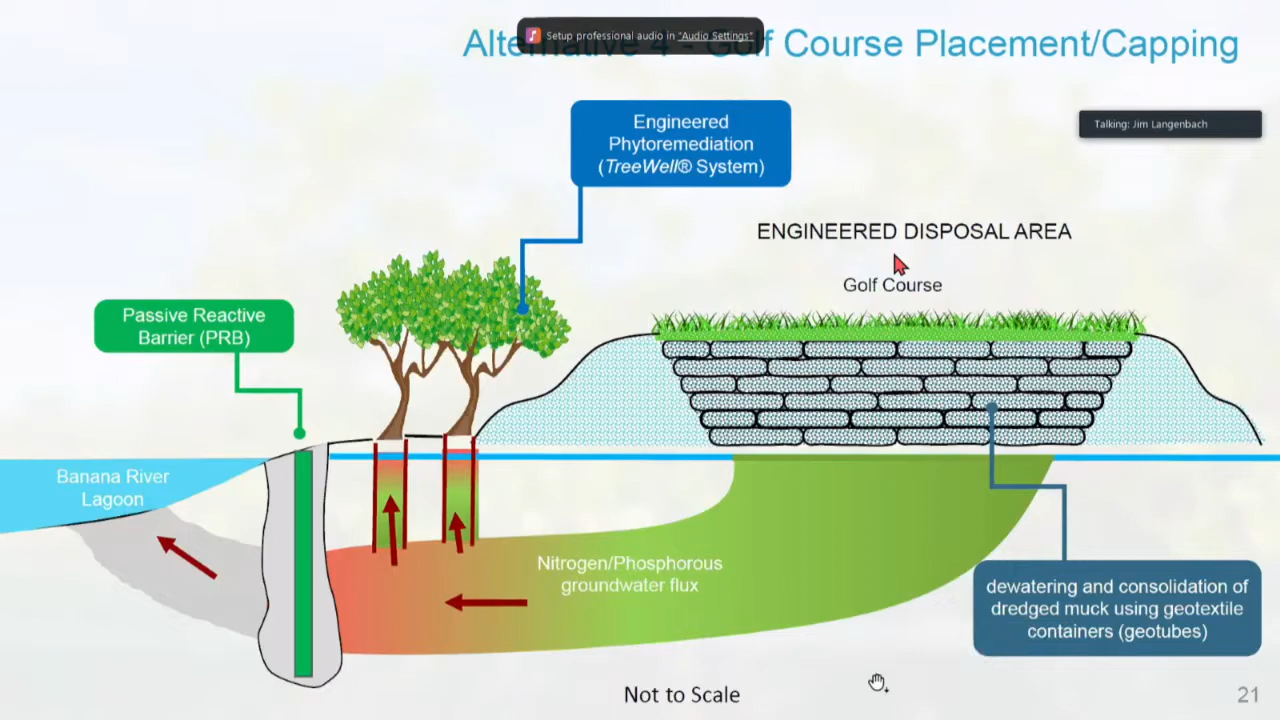 Setup professional audio in "Audio Settings"
Golf Course Placement/Capping
Talking: Jim Langenbach
Engineered
Phytoremediation
(TreeWell® System)
ENGINEERED DISPOSAL AREA
Golf Course
Passive Reactive
Barrier (PRB)
Banana River
Lagoon
Nitrogen/Phosphorous
groundwater flux
dewatering and consolidation of
dredged muck using geotextile
containers (geotubes)
Not to Scale
21